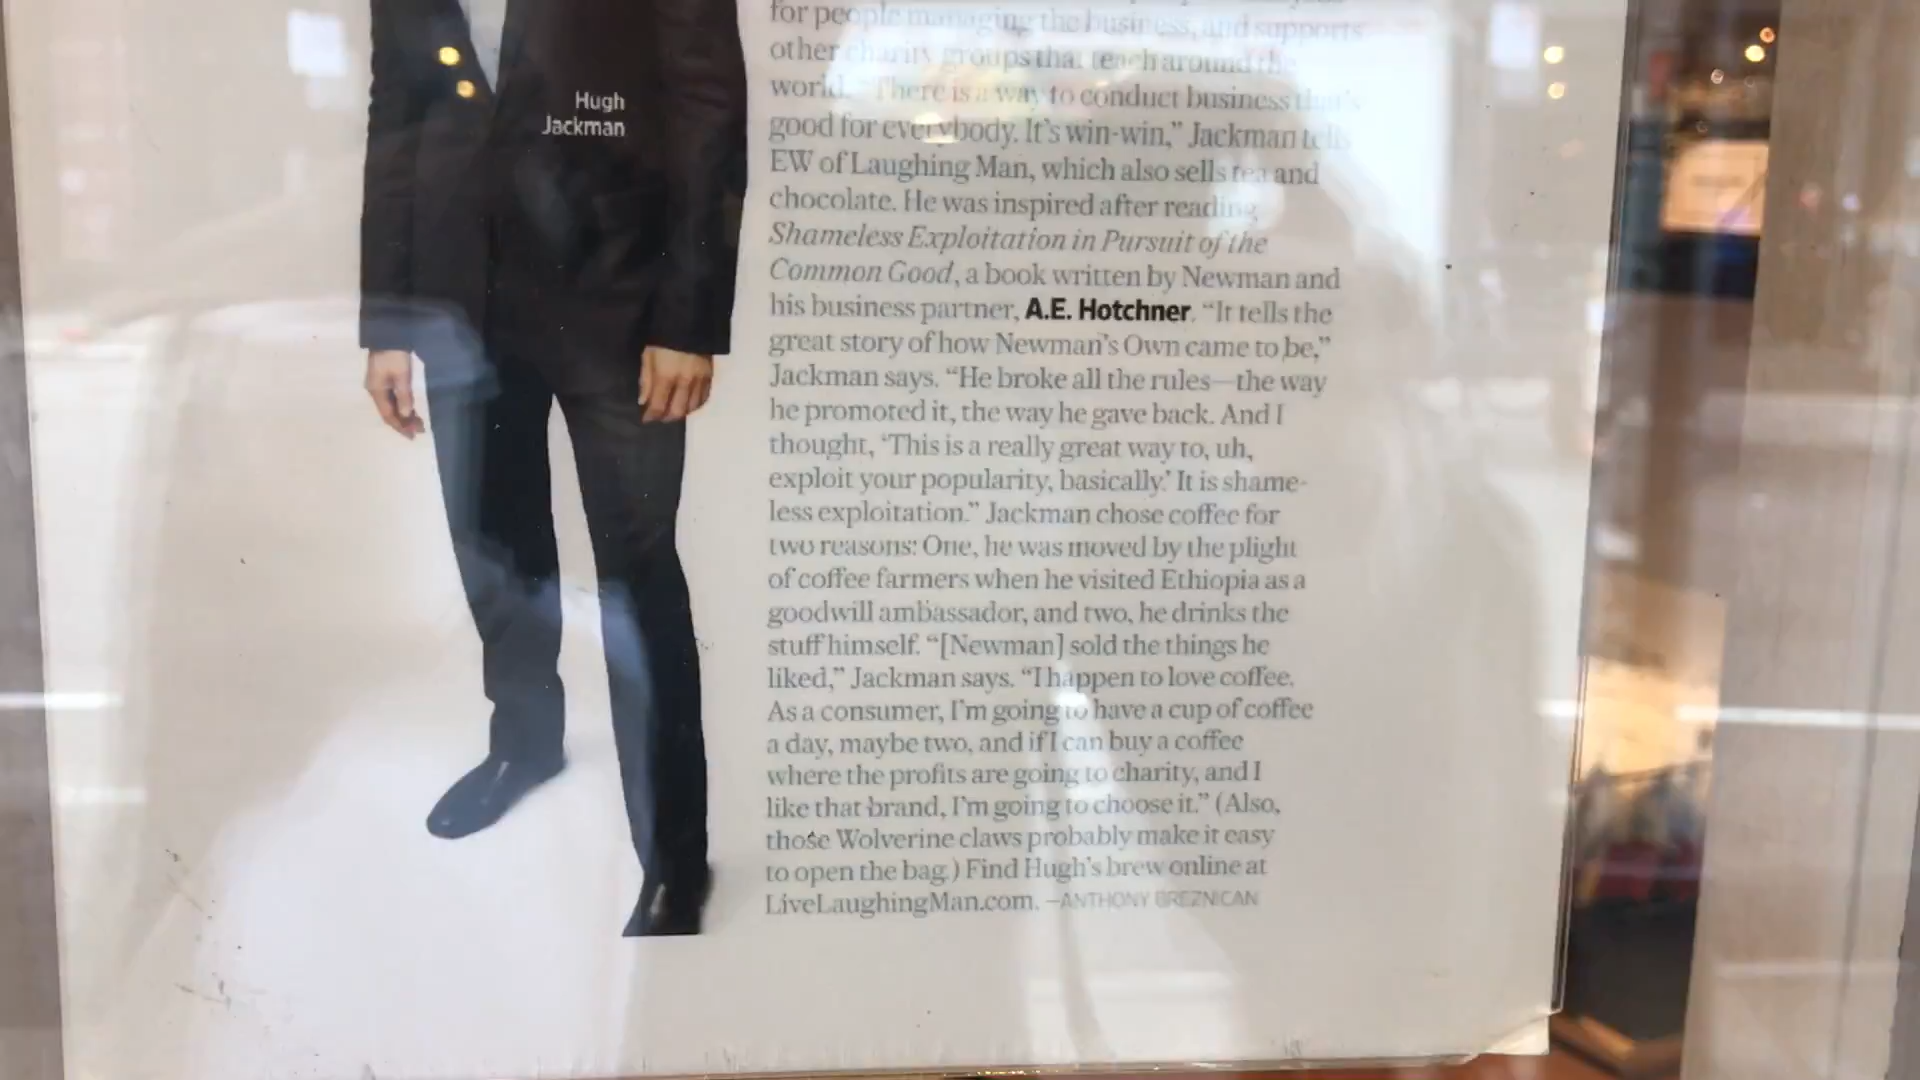 Hugh
Jackman
for people managing the business, and supports
other charity groups that teach around the
world. "There is a way to conduct business that's
good for everybody. It's win-win," Jackman tells
EW of Laughing Man, which also sells tea and
chocolate. He was inspired after reading
Shameless Exploitation in Pursuit of the
Common Good, a book written by Newman and
his business partner, A.E. Hotchner. "It tells the
great story of how Newman's Own came to be,"
Jackman says. "He broke all the rules—the way
he promoted it, the way he gave back. And I
thought, 'This is a really great way to, uh,
exploit your popularity, basically.' It is shame-
less exploitation." Jackman chose coffee for
two reasons: One, he was moved by the plight
of coffee farmers when he visited Ethiopia as a
goodwill ambassador, and two, he drinks the
stuff himself. "[Newman] sold the things he
liked," Jackman says. "I happen to love coffee.
As a consumer, I'm going to have a cup of coffee
a day, maybe two, and if I can buy a coffee
where the profits are going to charity, and I
like that brand, I'm going to choose it." (Also,
those Wolverine claws probably make it easy
to open the bag.) Find Hugh's brew online at
LiveLaughingMan.com. —ANTHONY BREZNICAN